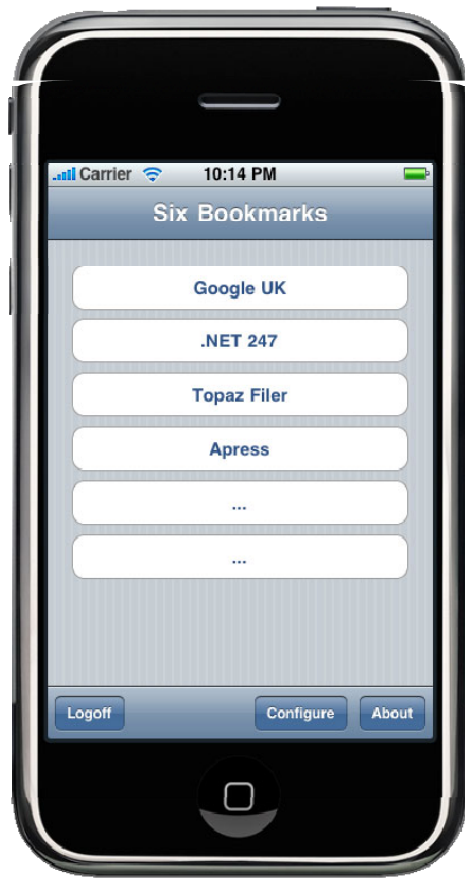 Carrier 10:14 PM
Six Bookmarks
Google UK
.NET 247
Topaz Filer
Apress
...
...
Logoff Configure About